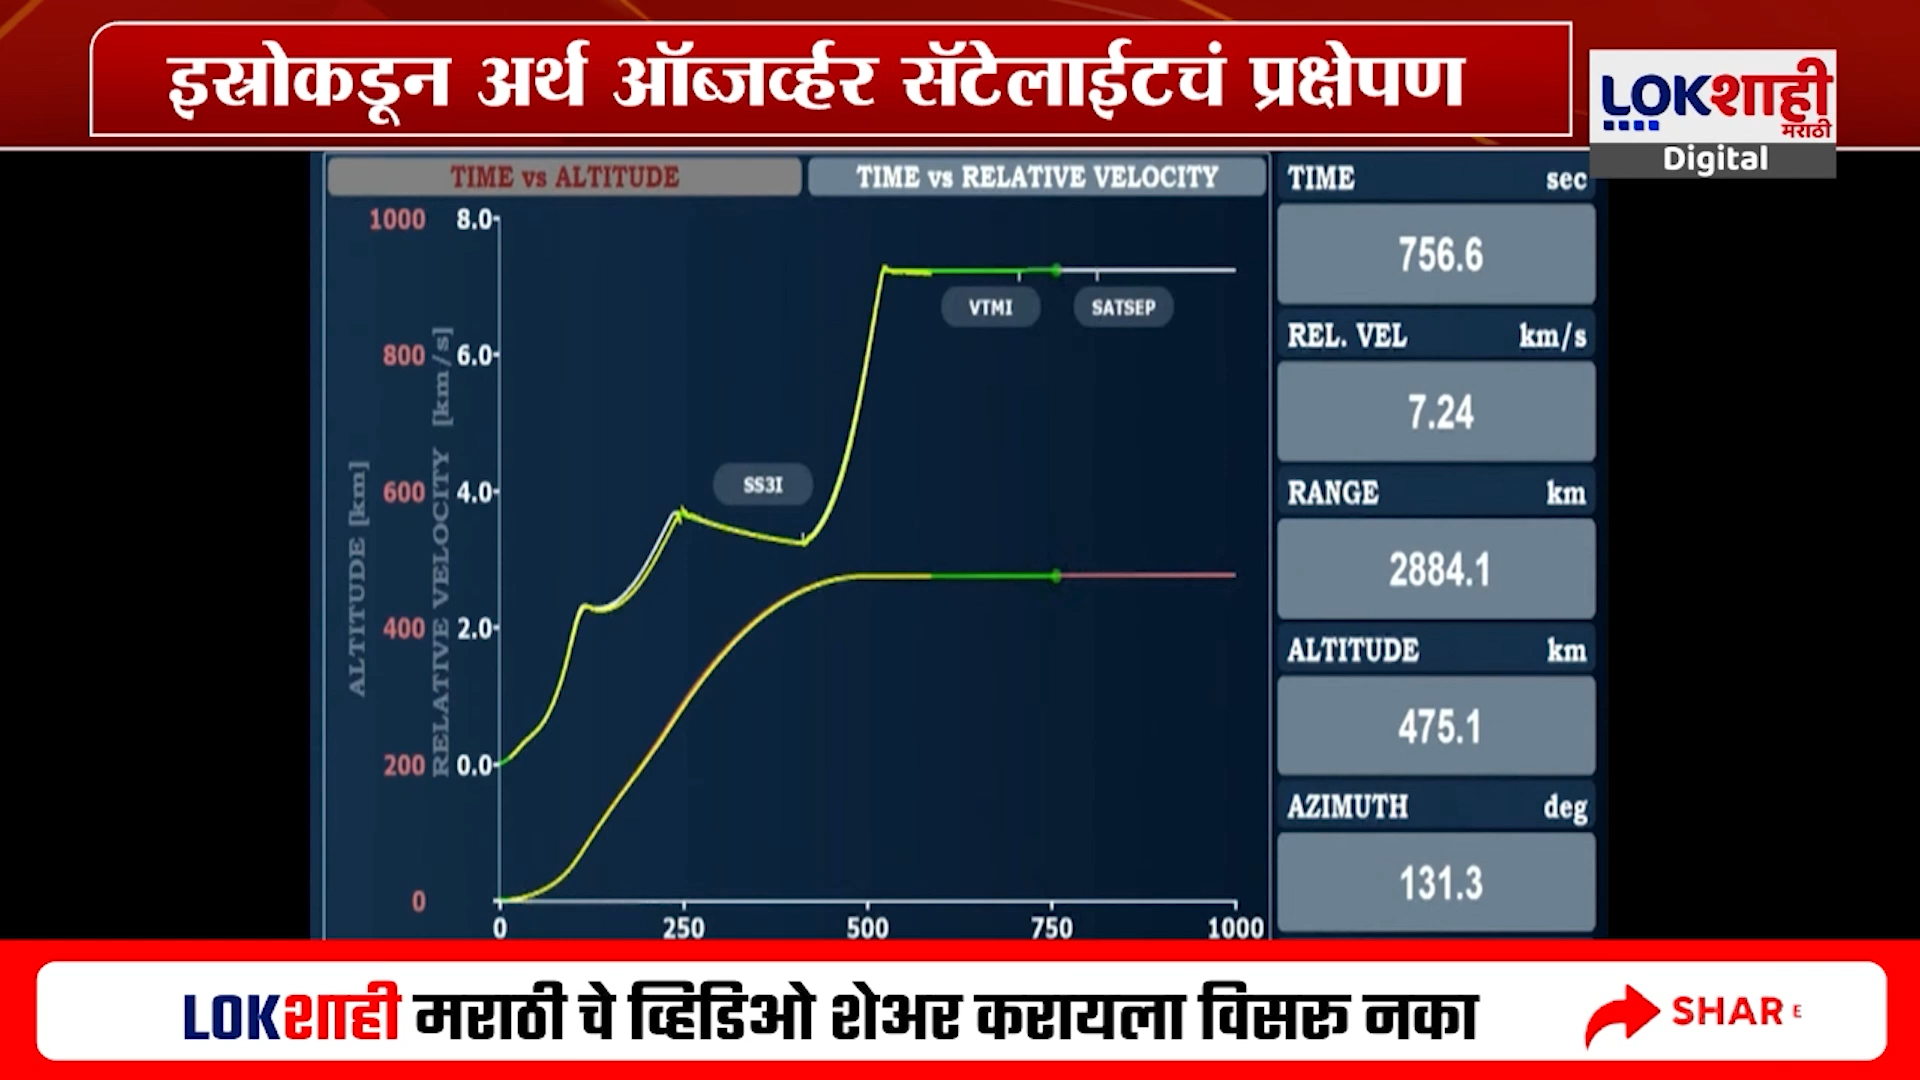 इस्रोकडून अर्थ ऑब्जर्व्हर सॅटेलाईटचं प्रक्षेपण
LOKशाही
मराठी
Digital
TIME vs ALTITUDE
TIME vs RELATIVE VELOCITY
ALTITUDE [km]
RELATIVE VELOCITY [km/s]
1000
800
600
400
200
0
8.0
6.0
4.0
2.0
0.0
VTMI
SATSEP
SS3I
0 250 500 750 1000
TIME sec
756.6
REL. VEL km/s
7.24
RANGE km
2884.1
ALTITUDE km
475.1
AZIMUTH deg
131.3
LOKशाही मराठी चे व्हिडिओ शेअर करायला विसरू नका
SHARE